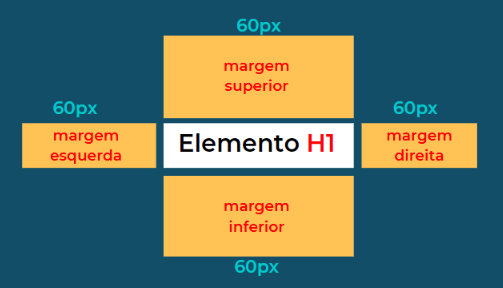 60px
margem
superior
60px
margem
esquerda
Elemento H1
60px
margem
direita
margem
inferior
60px